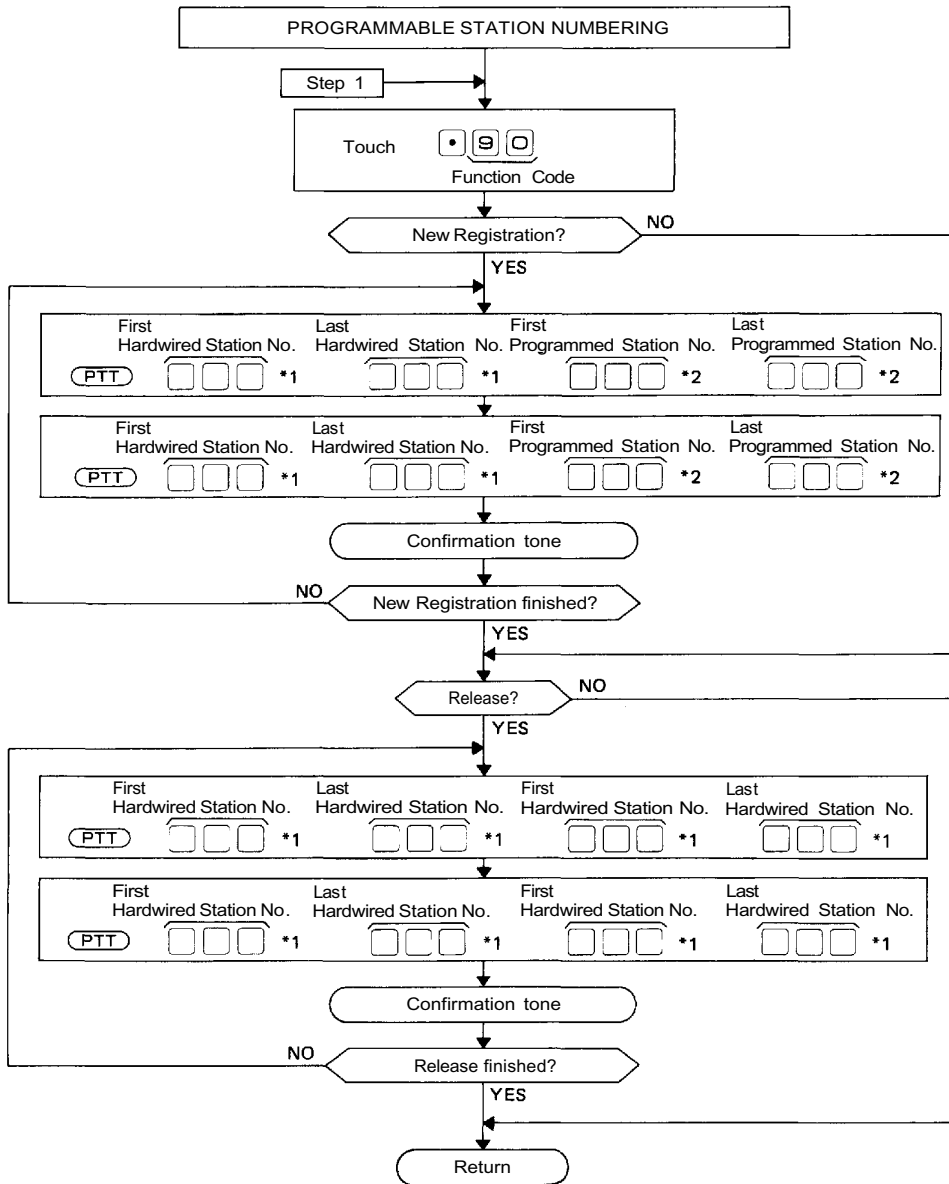 PROGRAMMABLE STATION NUMBERING
Step 1
Touch • 9 0
Function Code
New Registration? NO
YES
First Last First Last
Hardwired Station No. Hardwired Station No. Programmed Station No. Programmed Station No.
PTT *1 *1 *2 *2
First Last First Last
Hardwired Station No. Hardwired Station No. Programmed Station No. Programmed Station No.
PTT *1 *1 *2 *2
Confirmation tone
NO New Registration finished?
YES
Release? NO
YES
First Last First Last
Hardwired Station No. Hardwired Station No. Hardwired Station No. Hardwired Station No.
PTT *1 *1 *1 *1
First Last First Last
Hardwired Station No. Hardwired Station No. Hardwired Station No. Hardwired Station No.
PTT *1 *1 *1 *1
Confirmation tone
NO Release finished?
YES
Return